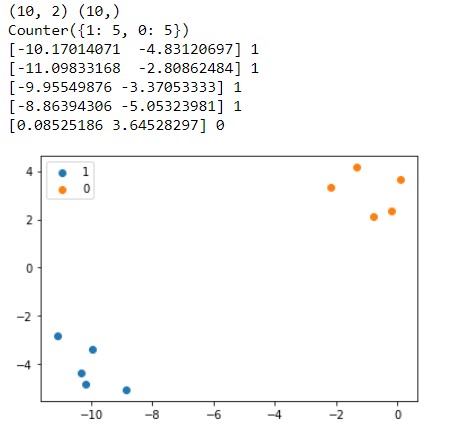 (10, 2) (10,)
Counter({1: 5, 0: 5})
[-10.17014071  -4.83120697] 1
[-11.09833168  -2.80862484] 1
[-9.95549876 -3.37053333] 1
[-8.86394306 -5.05323981] 1
[0.08525186 3.64528297] 0
1
0
4
2
0
−2
−4
−10 −8 −6 −4 −2 0